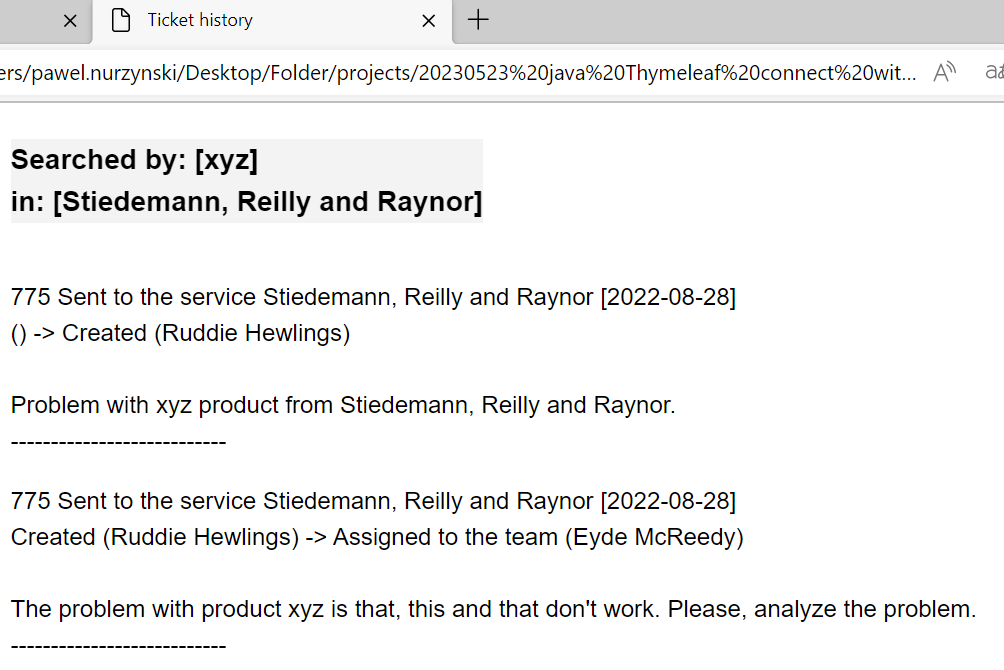 Ticket history
ers/pawel.nurzynski/Desktop/Folder/projects/20230523%20java%20Thymeleaf%20connect%20wit...
Searched by: [xyz]
in: [Stiedemann, Reilly and Raynor]
775 Sent to the service Stiedemann, Reilly and Raynor [2022-08-28]
() -> Created (Ruddie Hewlings)
Problem with xyz product from Stiedemann, Reilly and Raynor.
---------------------------
775 Sent to the service Stiedemann, Reilly and Raynor [2022-08-28]
Created (Ruddie Hewlings) -> Assigned to the team (Eyde McReedy)
The problem with product xyz is that, this and that don't work. Please, analyze the problem.
---------------------------